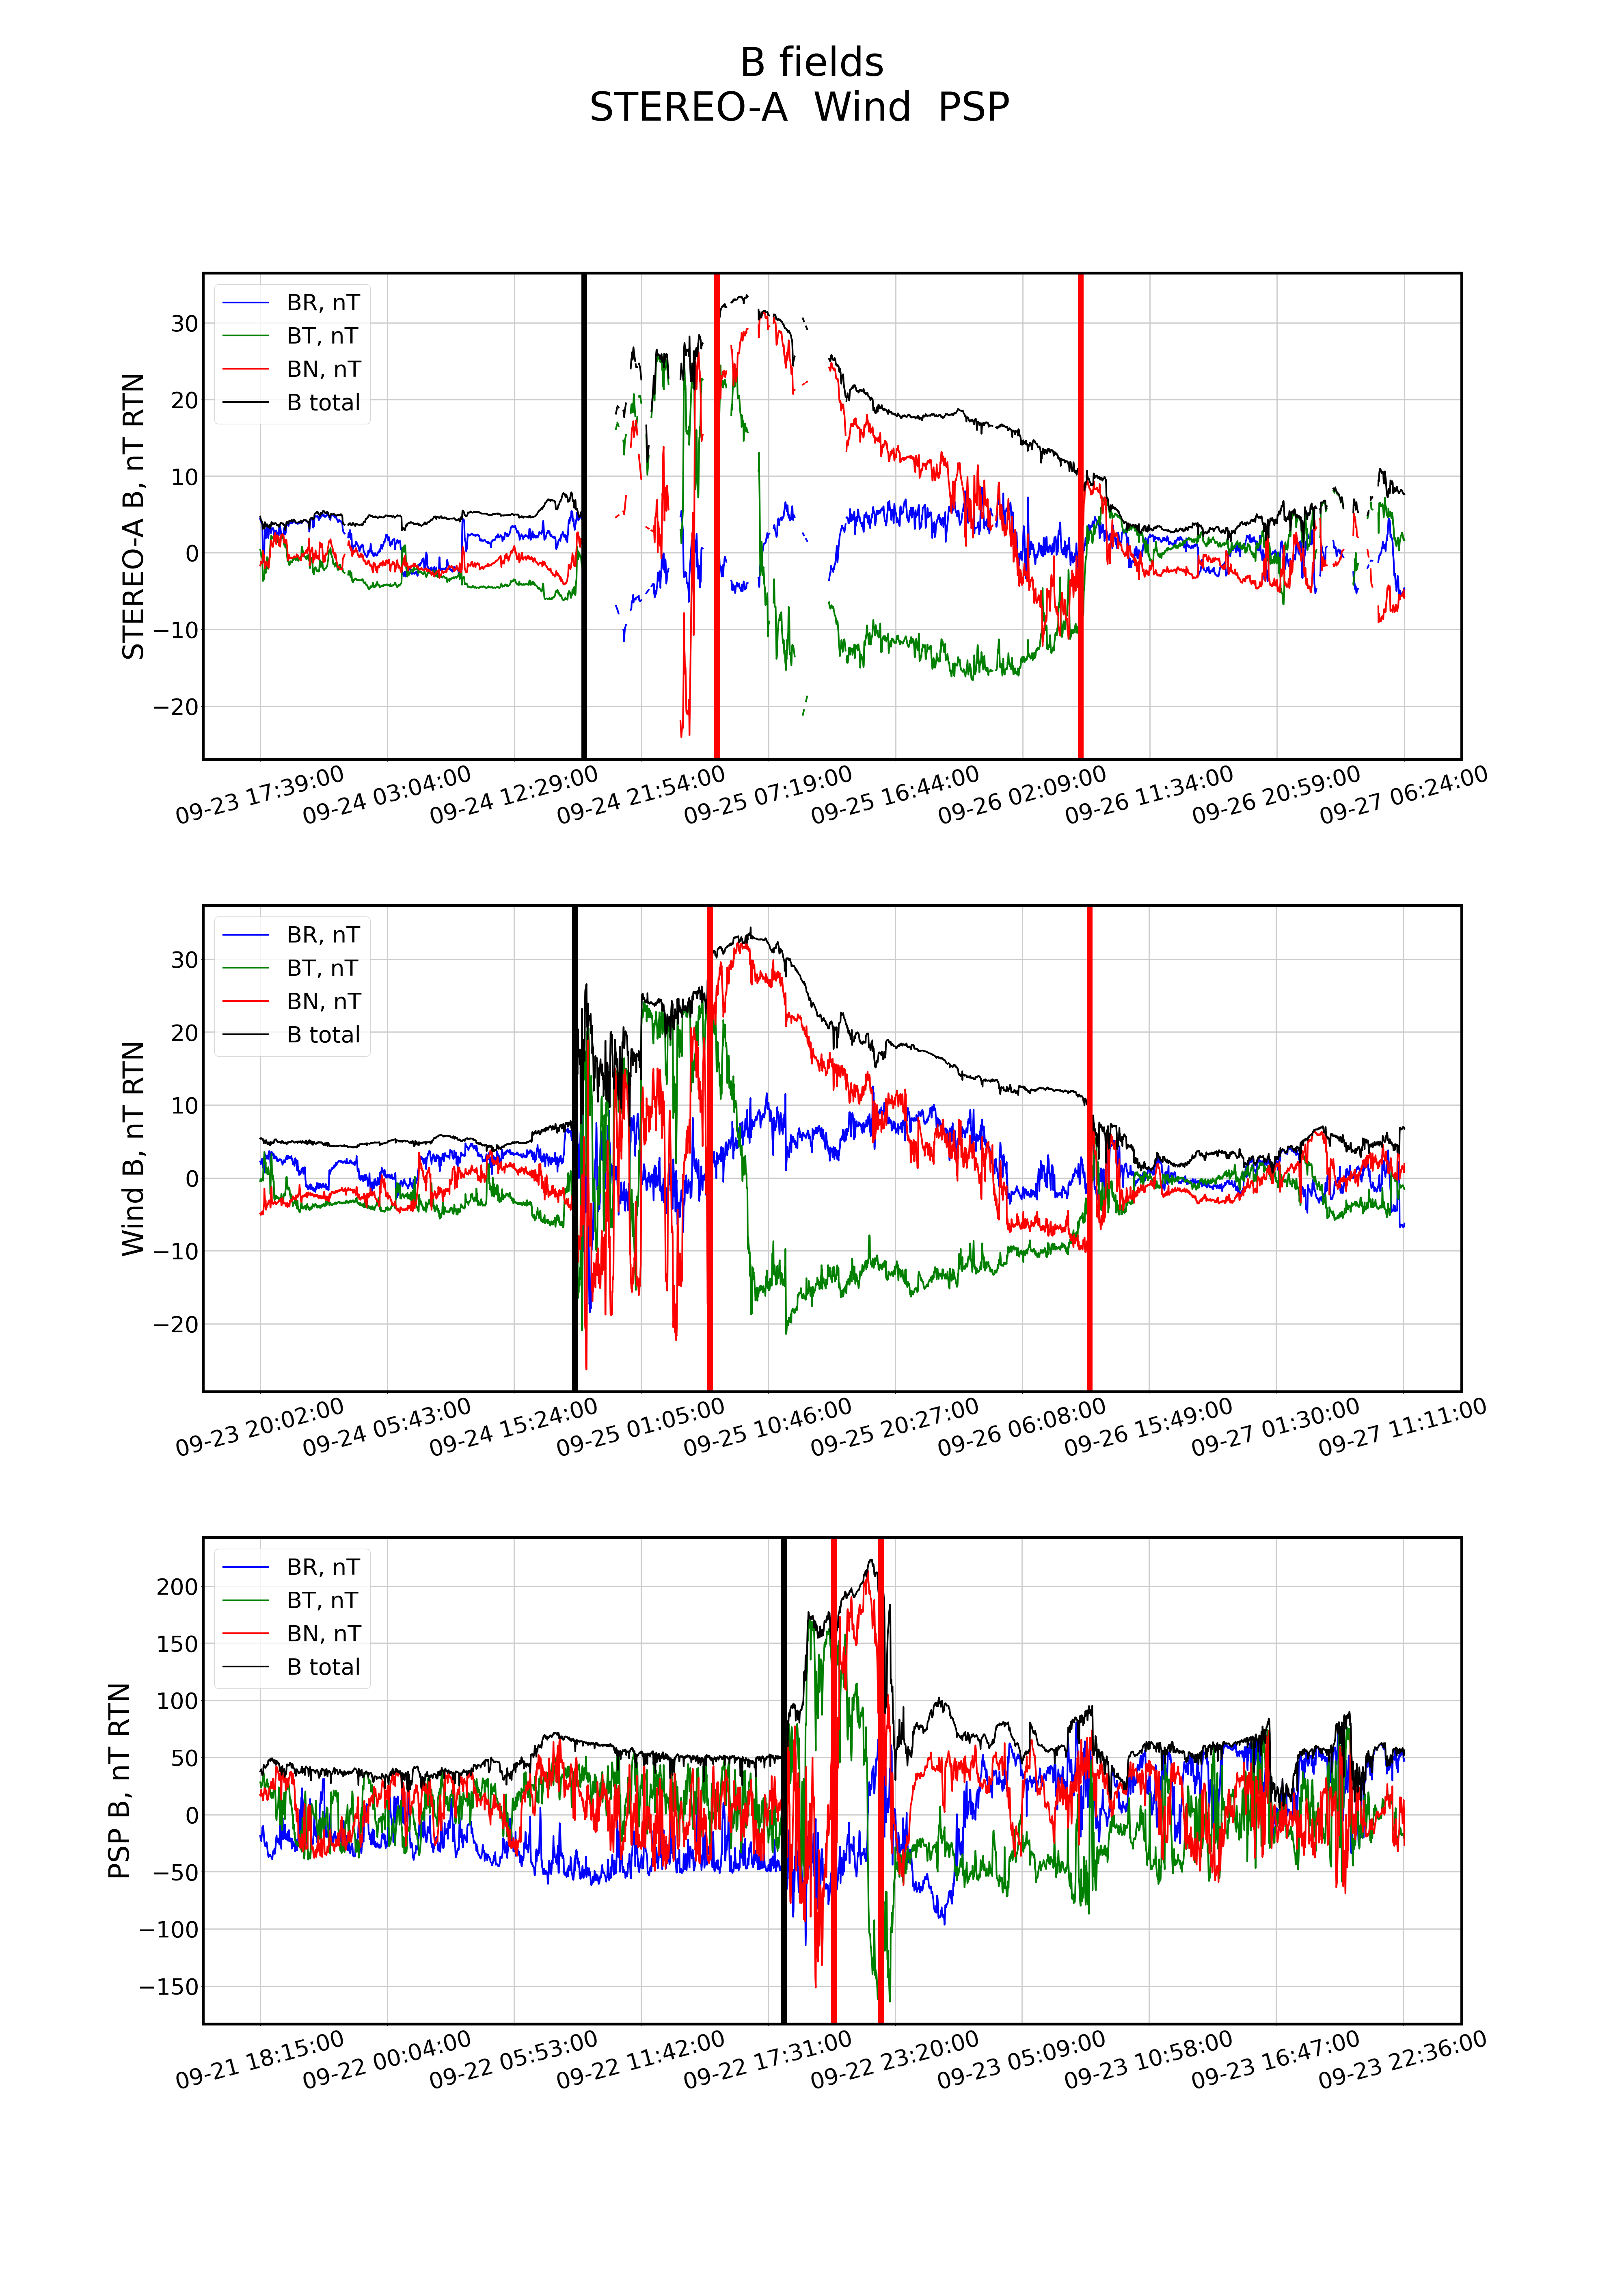 B fields
STEREO-A Wind PSP
STEREO-A B, nT RTN
30
20
10
0
−10
−20
BR, nT
BT, nT
BN, nT
B total
09-23 17:39:00
09-24 03:04:00
09-24 12:29:00
09-24 21:54:00
09-25 07:19:00
09-25 16:44:00
09-26 02:09:00
09-26 11:34:00
09-26 20:59:00
09-27 06:24:00
Wind B, nT RTN
30
20
10
0
−10
−20
BR, nT
BT, nT
BN, nT
B total
09-23 20:02:00
09-24 05:43:00
09-24 15:24:00
09-25 01:05:00
09-25 10:46:00
09-25 20:27:00
09-26 06:08:00
09-26 15:49:00
09-27 01:30:00
09-27 11:11:00
PSP B, nT RTN
200
150
100
50
0
−50
−100
−150
BR, nT
BT, nT
BN, nT
B total
09-21 18:15:00
09-22 00:04:00
09-22 05:53:00
09-22 11:42:00
09-22 17:31:00
09-22 23:20:00
09-23 05:09:00
09-23 10:58:00
09-23 16:47:00
09-23 22:36:00